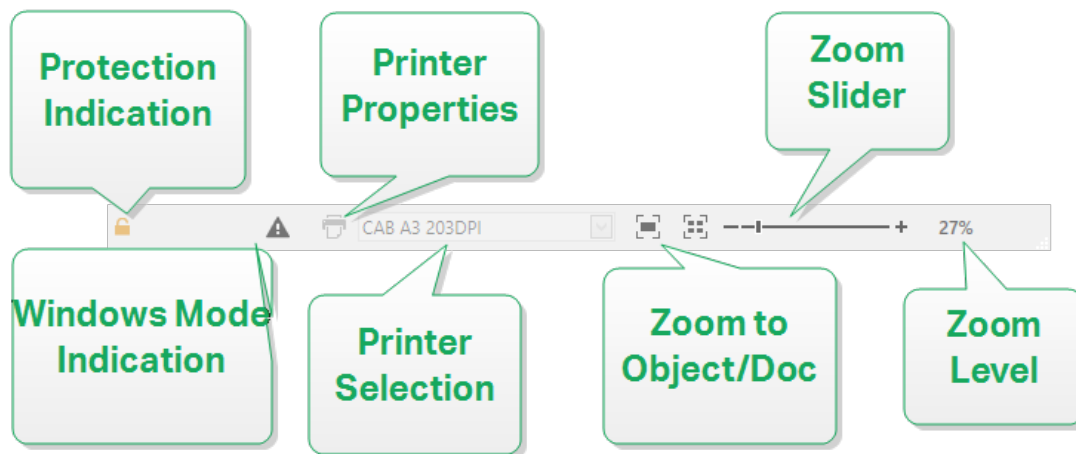 Protection
Indication
Printer
Properties
Zoom
Slider
CAB A3 203DPI
27%
Windows Mode
Indication
Printer
Selection
Zoom to
Object/Doc
Zoom
Level